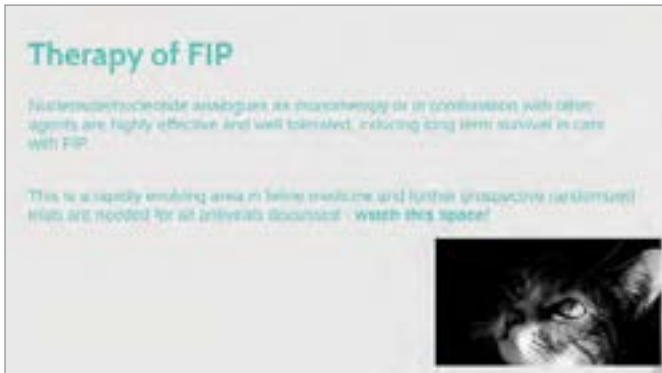 Therapy of FIP
Nucleoside/nucleotide analogues as monotherapy or in combination with other
agents are highly effective and well tolerated, inducing long term survival in cats
with FIP
This is a rapidly evolving area in feline medicine and further prospective randomised
trials are needed for all antivirals discussed - watch this space!